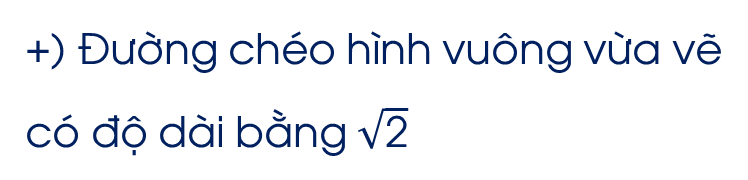 +) Đường chéo hình vuông vừa vẽ
có độ dài bằng √2